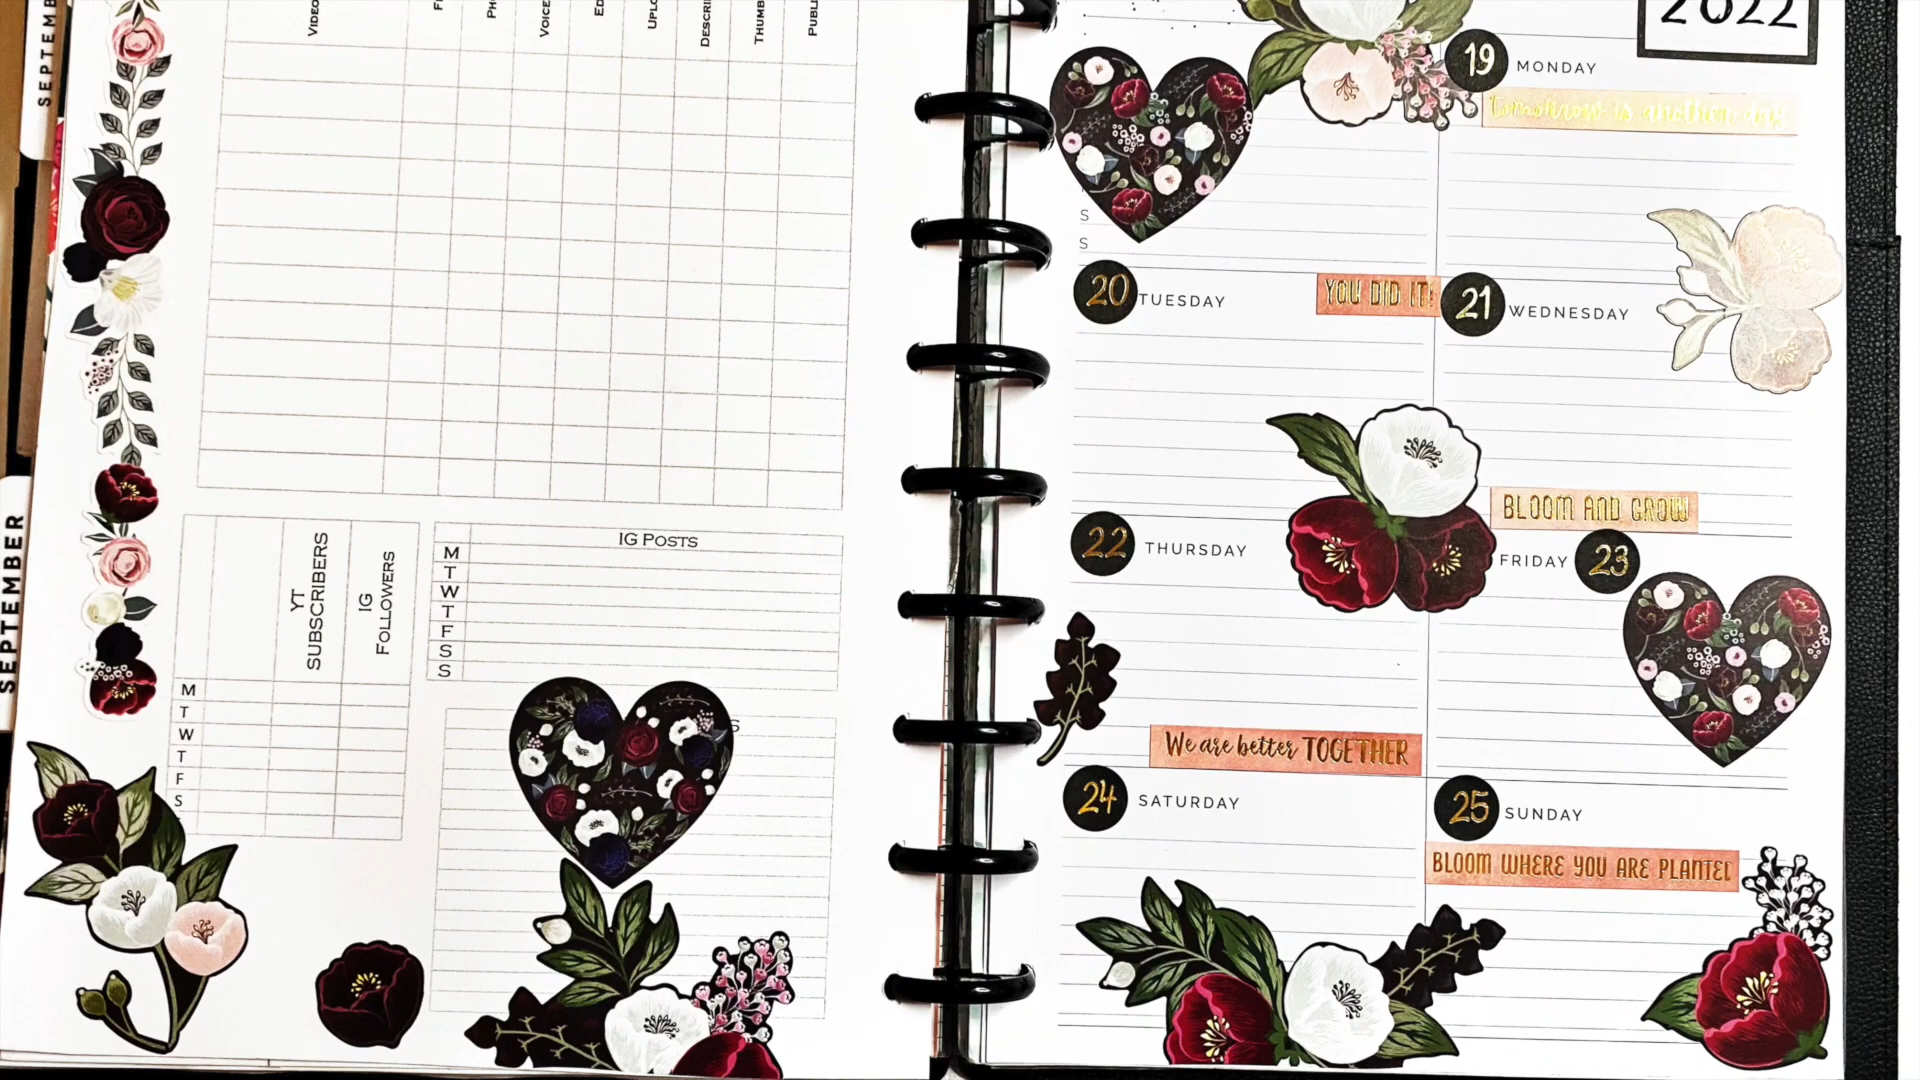 SEPTEMBER
SEPTEMBER
VIDEO
VOICE
IG POSTS
M
T
W
T
F
S
S
YT
SUBSCRIBERS
IG
FOLLOWERS
M
T
W
T
F
S
2022
19 MONDAY
tomorrow is another day
S
S
20 TUESDAY
YOU DID IT!
21 WEDNESDAY
22 THURSDAY
BLOOM AND GROW
FRIDAY 23
We are better TOGETHER
24 SATURDAY
25 SUNDAY
BLOOM WHERE YOU ARE PLANTED